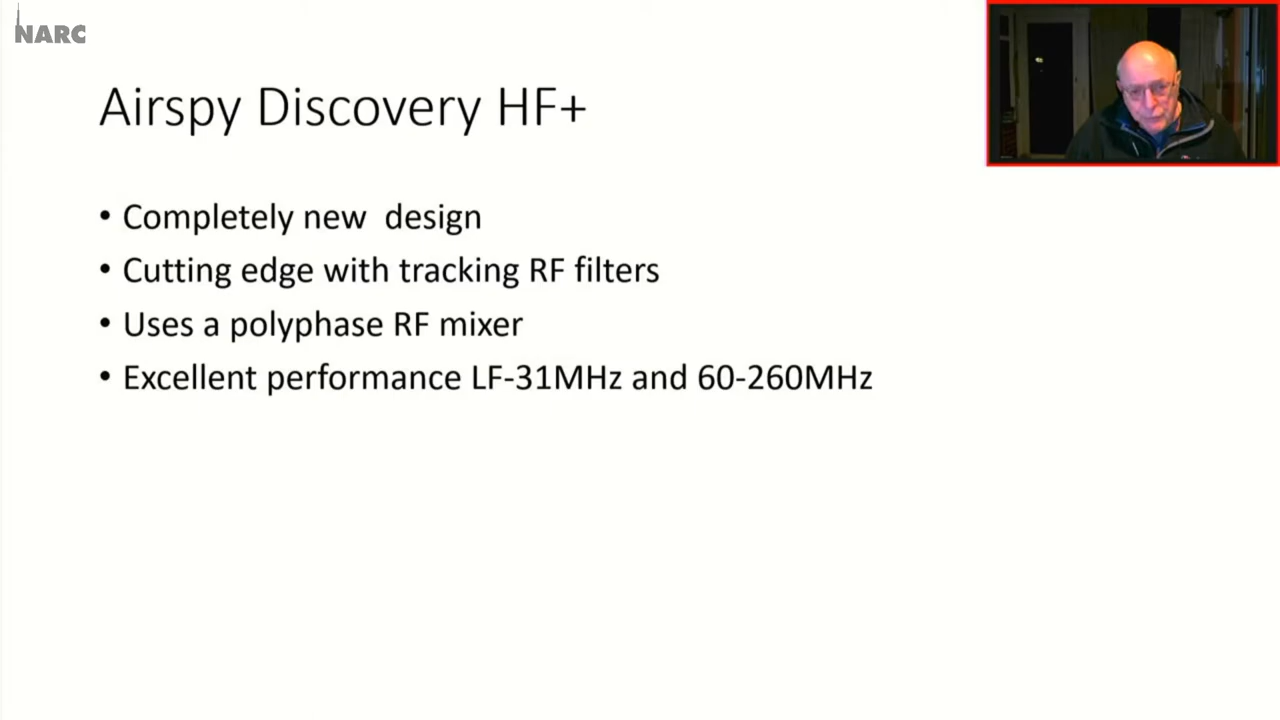 NARC
Airspy Discovery HF+
• Completely new  design
• Cutting edge with tracking RF filters
• Uses a polyphase RF mixer
• Excellent performance LF-31MHz and 60-260MHz